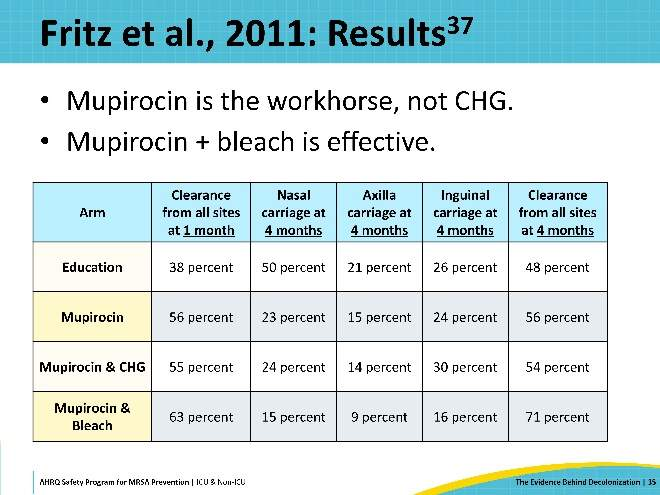 Fritz et al., 2011: Results37
• Mupirocin is the workhorse, not CHG.
• Mupirocin + bleach is effective.
Arm | Clearance from all sites at 1 month | Nasal carriage at 4 months | Axilla carriage at 4 months | Inguinal carriage at 4 months | Clearance from all sites at 4 months
Education | 38 percent | 50 percent | 21 percent | 26 percent | 48 percent
Mupirocin | 56 percent | 23 percent | 15 percent | 24 percent | 56 percent
Mupirocin & CHG | 55 percent | 24 percent | 14 percent | 30 percent | 54 percent
Mupirocin & Bleach | 63 percent | 15 percent | 9 percent | 16 percent | 71 percent
AHRQ Safety Program for MRSA Prevention | ICU & Non-ICU
The Evidence Behind Decolonization | 35